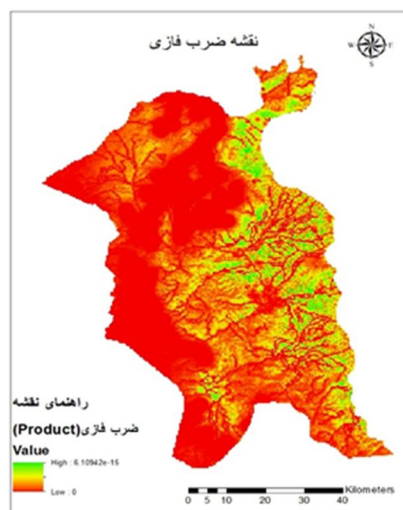 نقشه ضرب فازی
N
W E
S
راهنمای نقشه
ضرب فازی(Product)
Value
High : 6.10942e-15
Low : 0
Kilometers
0 5 10 20 30 40